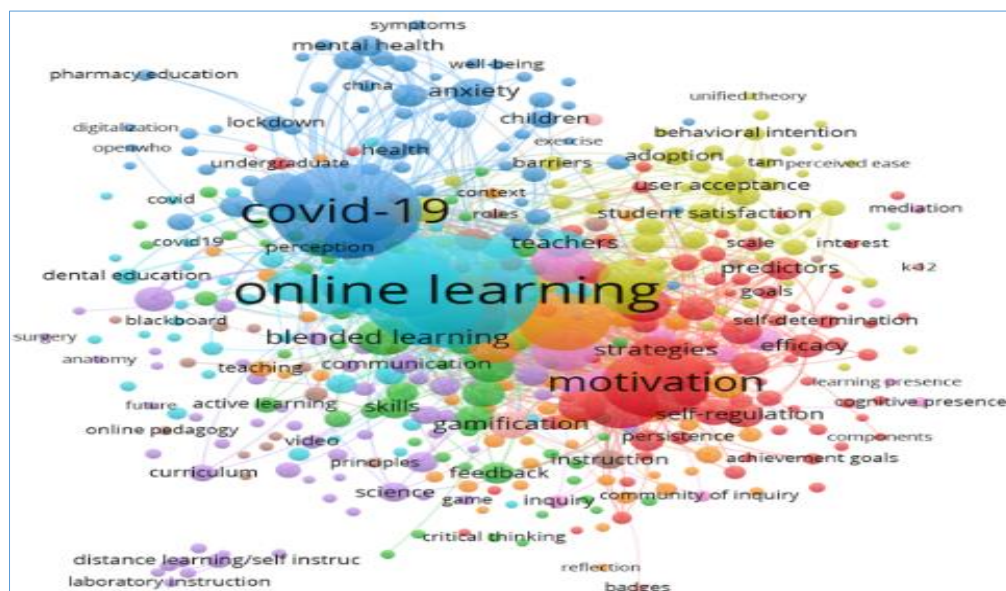 symptoms
mental health
well-being
pharmacy education
china
anxiety
unified theory
digitalization
lockdown
children
behavioral intention
openwho
exercise
undergraduate
health
barriers
adoption
tam
perceived ease
covid
context
user acceptance
covid-19
roles
student satisfaction
mediation
covid19
perception
teachers
scale
interest
dental education
predictors
k-12
online learning
goals
blackboard
self-determination
surgery
blended learning
strategies
efficacy
anatomy
teaching
communication
motivation
learning presence
future
active learning
skills
self-regulation
cognitive presence
online pedagogy
gamification
video
persistence
components
curriculum
principles
feedback
instruction
achievement goals
science
game
inquiry
community of inquiry
critical thinking
distance learning/self instruc
reflection
laboratory instruction
badges